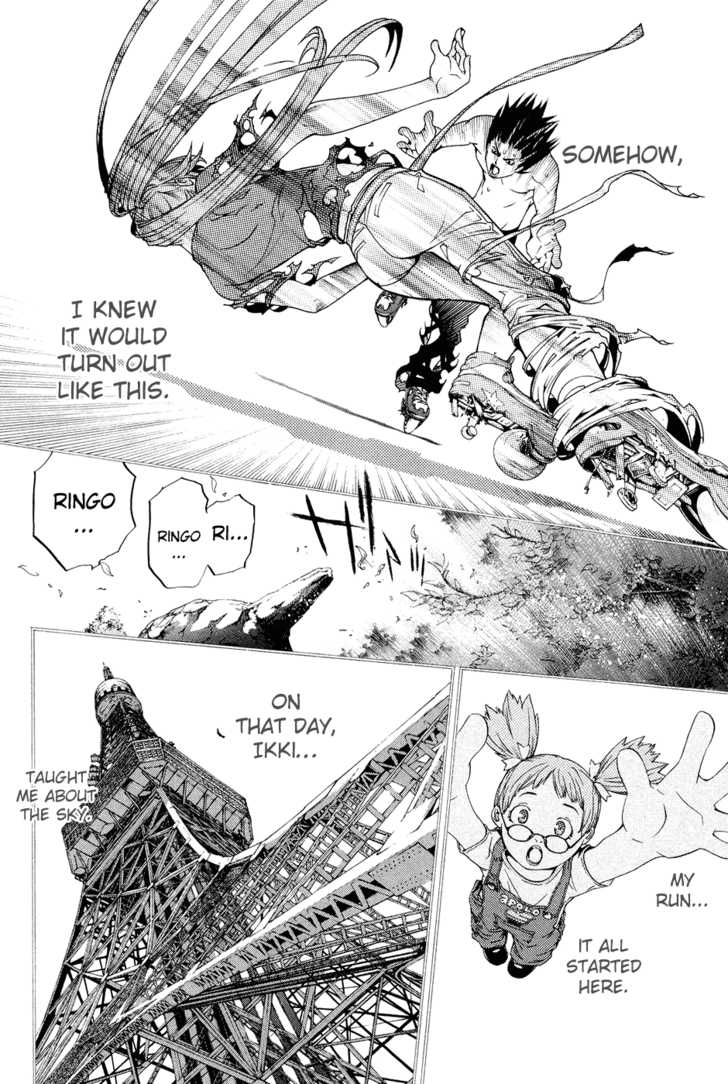 SOMEHOW,
I KNEW
IT WOULD
TURN OUT
LIKE THIS.
RI...
RINGO
...
RINGO
...
ON
THAT DAY,
IKKI...
TAUGHT
ME ABOUT
THE SKY.
MY
RUN...
apollo
IT ALL
STARTED
HERE.